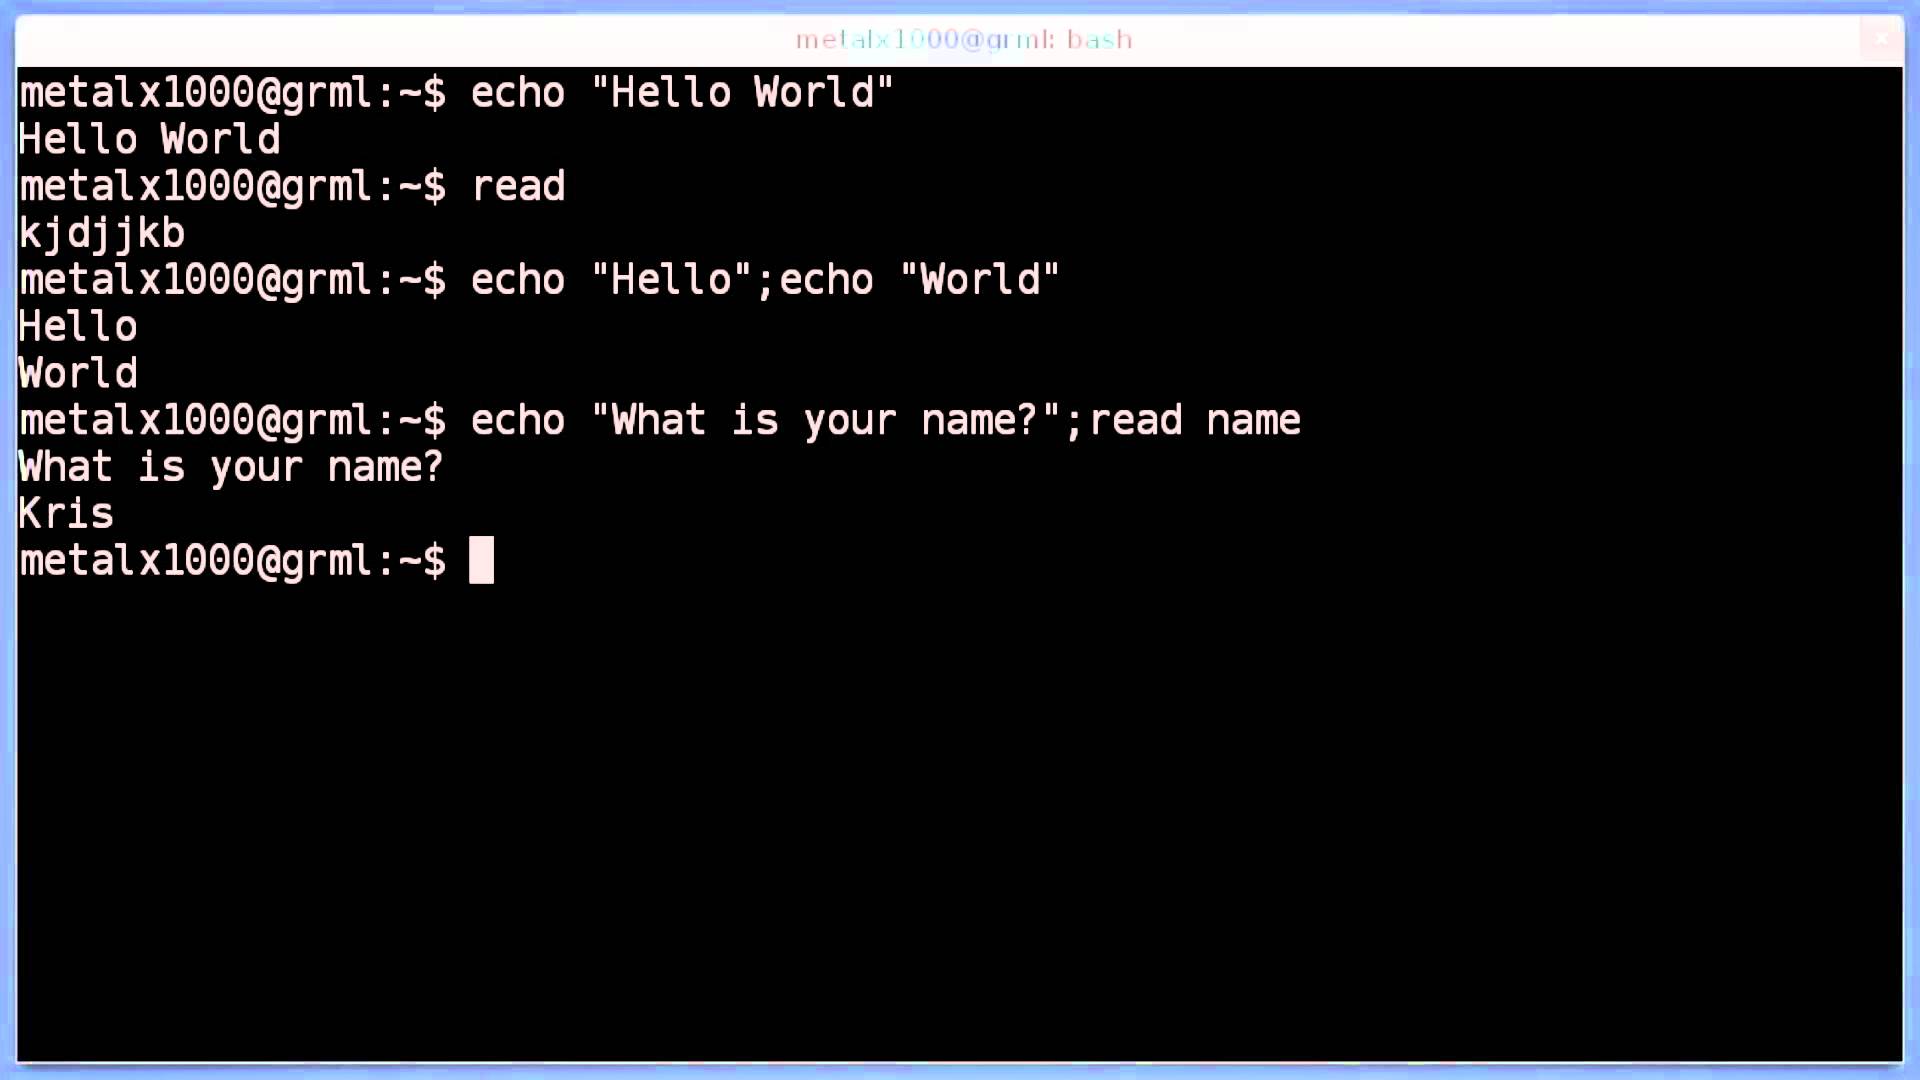 metalx1000@grml: bash
metalx1000@grml:~$ echo "Hello World"
Hello World
metalx1000@grml:~$ read
kjdjjkb
metalx1000@grml:~$ echo "Hello";echo "World"
Hello
World
metalx1000@grml:~$ echo "What is your name?";read name
What is your name?
Kris
metalx1000@grml:~$